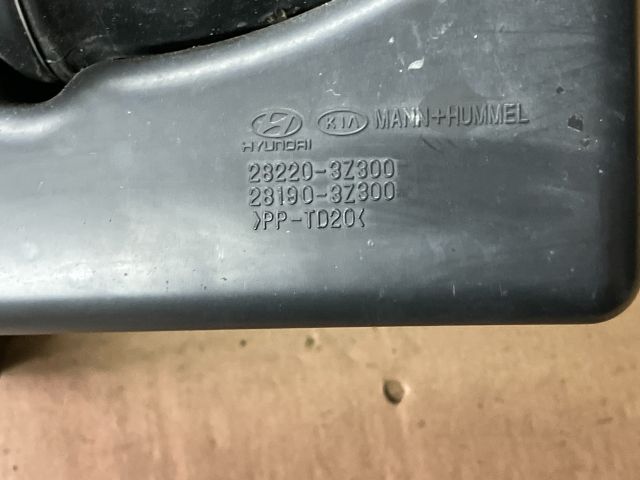 HYUNDAI KIA MANN+HUMMEL
28220-3Z300
28190-3Z300
>PP-TD20<